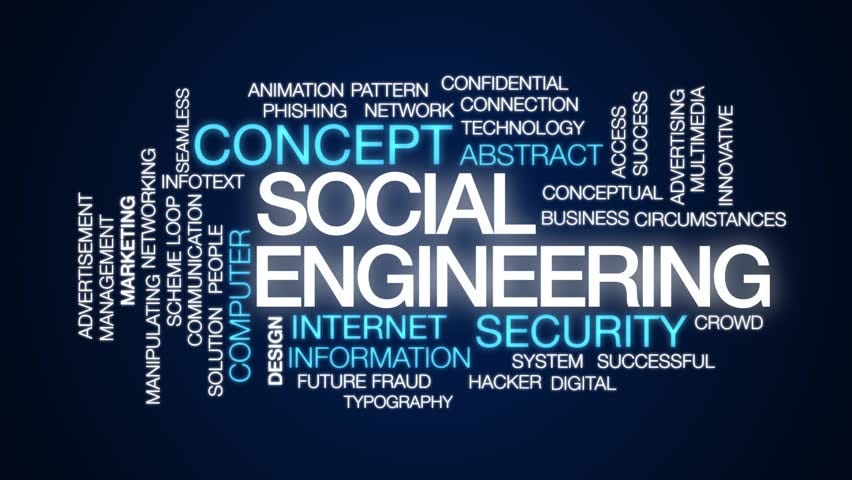 ANIMATION PATTERN
CONFIDENTIAL
PHISHING
NETWORK
CONNECTION
TECHNOLOGY
CONCEPT
ABSTRACT
SEAMLESS
INFOTEXT
SOCIAL
ENGINEERING
ACCESS
SUCCESS
ADVERTISING
MULTIMEDIA
INNOVATIVE
CONCEPTUAL
BUSINESS
CIRCUMSTANCES
ADVERTISEMENT
MANAGEMENT
MARKETING
MANIPULATING
NETWORKING
SCHEME LOOP
COMMUNICATION
SOLUTION
PEOPLE
COMPUTER
DESIGN
INTERNET
SECURITY
CROWD
INFORMATION
SYSTEM
SUCCESSFUL
FUTURE FRAUD
HACKER
DIGITAL
TYPOGRAPHY